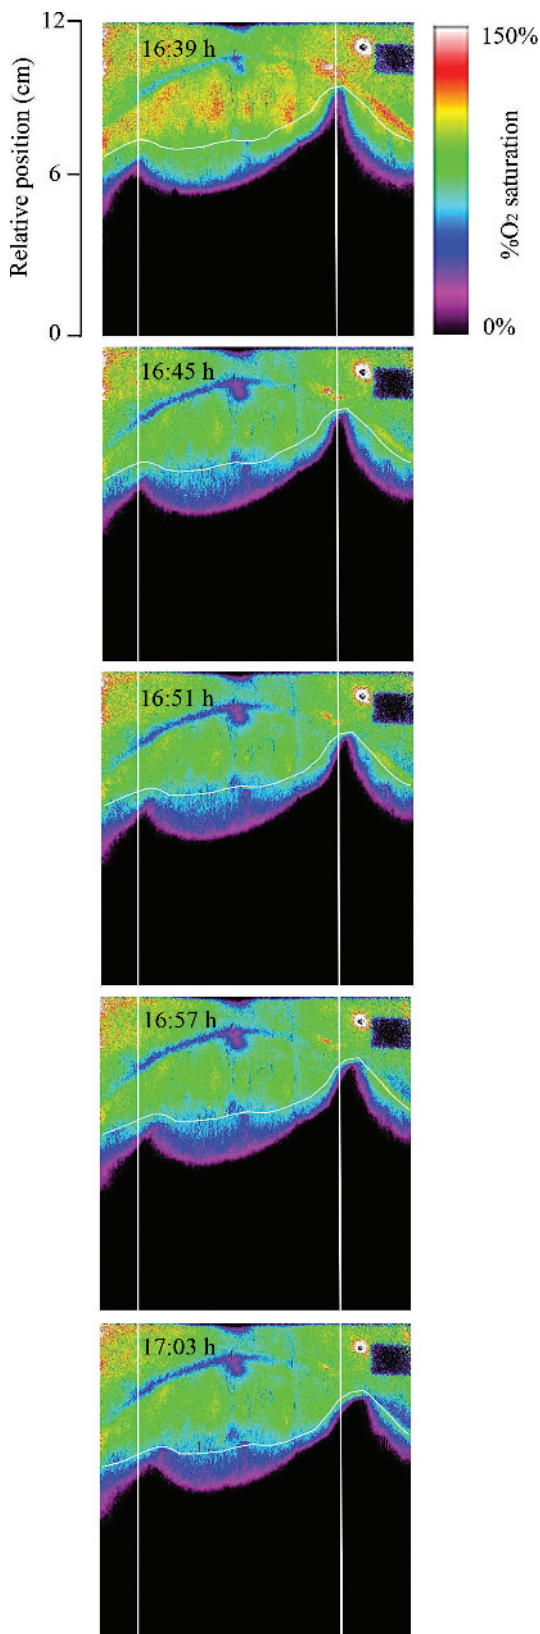 12
16:39 h
150%
Relative position (cm)
6
%O₂ saturation
0
0%
16:45 h
16:51 h
16:57 h
17:03 h